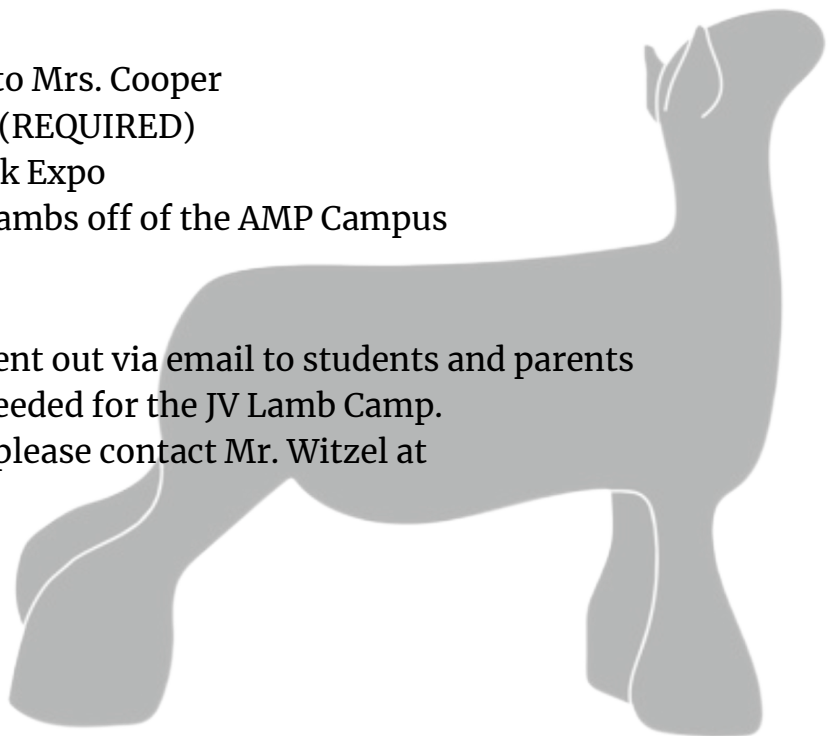 to Mrs. Cooper
(REQUIRED)
k Expo
ambs off of the AMP Campus
ent out via email to students and parents
eeded for the JV Lamb Camp.
please contact Mr. Witzel at